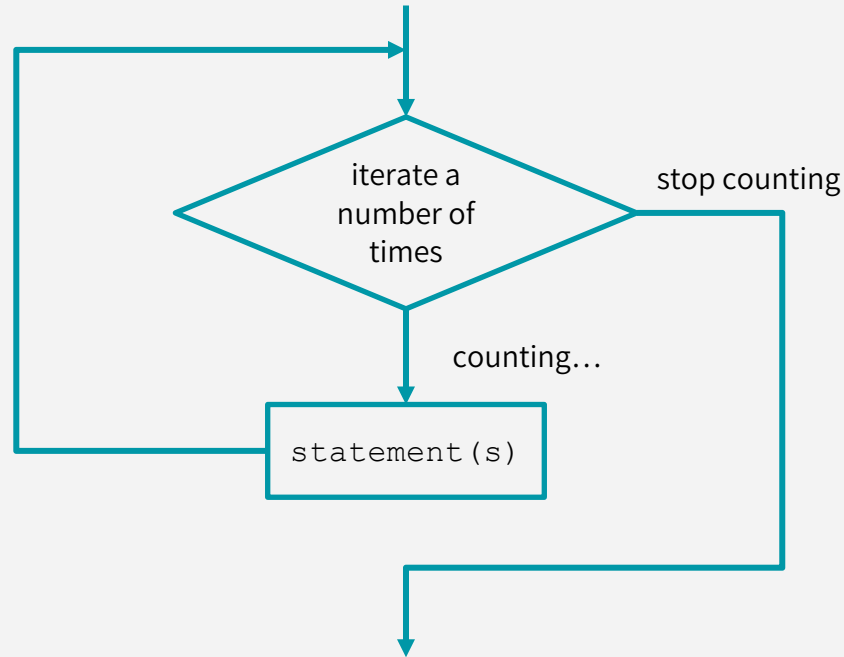 iterate a
number of
times
stop counting
counting…
statement(s)